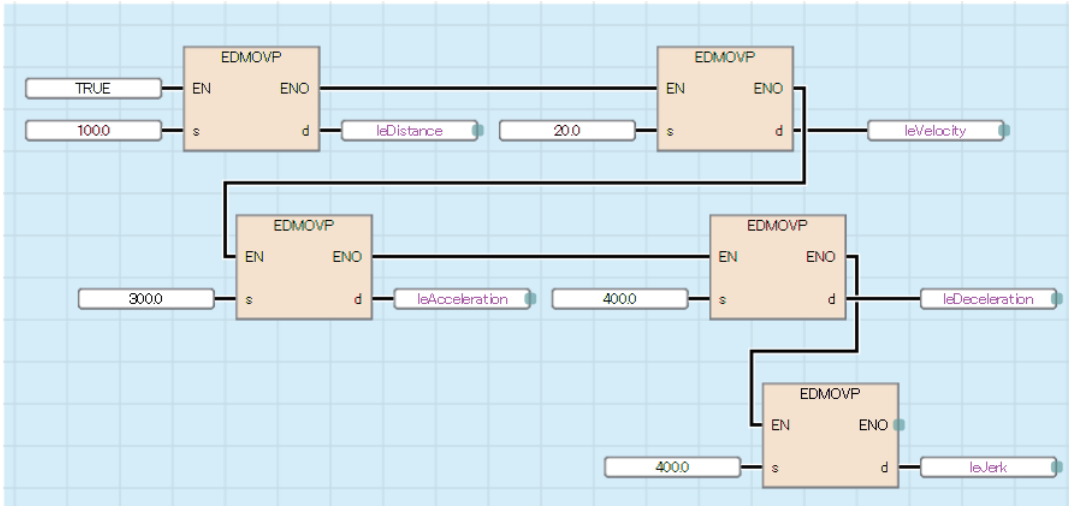 EDMOVP EDMOVP
TRUE EN ENO EN ENO
100.0 s d leDistance 20.0 s d leVelocity
EDMOVP EDMOVP
EN ENO EN ENO
300.0 s d leAcceleration 400.0 s d leDeceleration
EDMOVP
EN ENO
400.0 s d leJerk